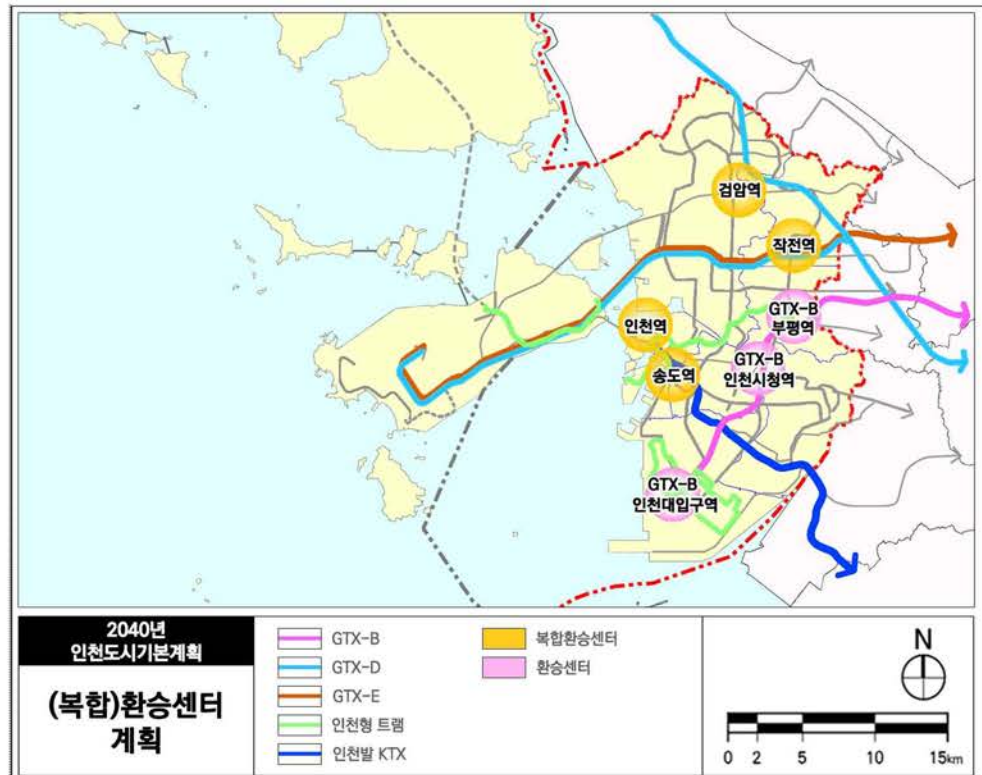 검암역
작전역
인천역
GTX-B
부평역
GTX-B
인천시청역
송도역
GTX-B
인천대입구역
2040년
인천도시기본계획
(복합)환승센터
계획
GTX-B
GTX-D
GTX-E
인천형 트램
인천발 KTX
복합환승센터
환승센터
N
0 2 5 10 15km